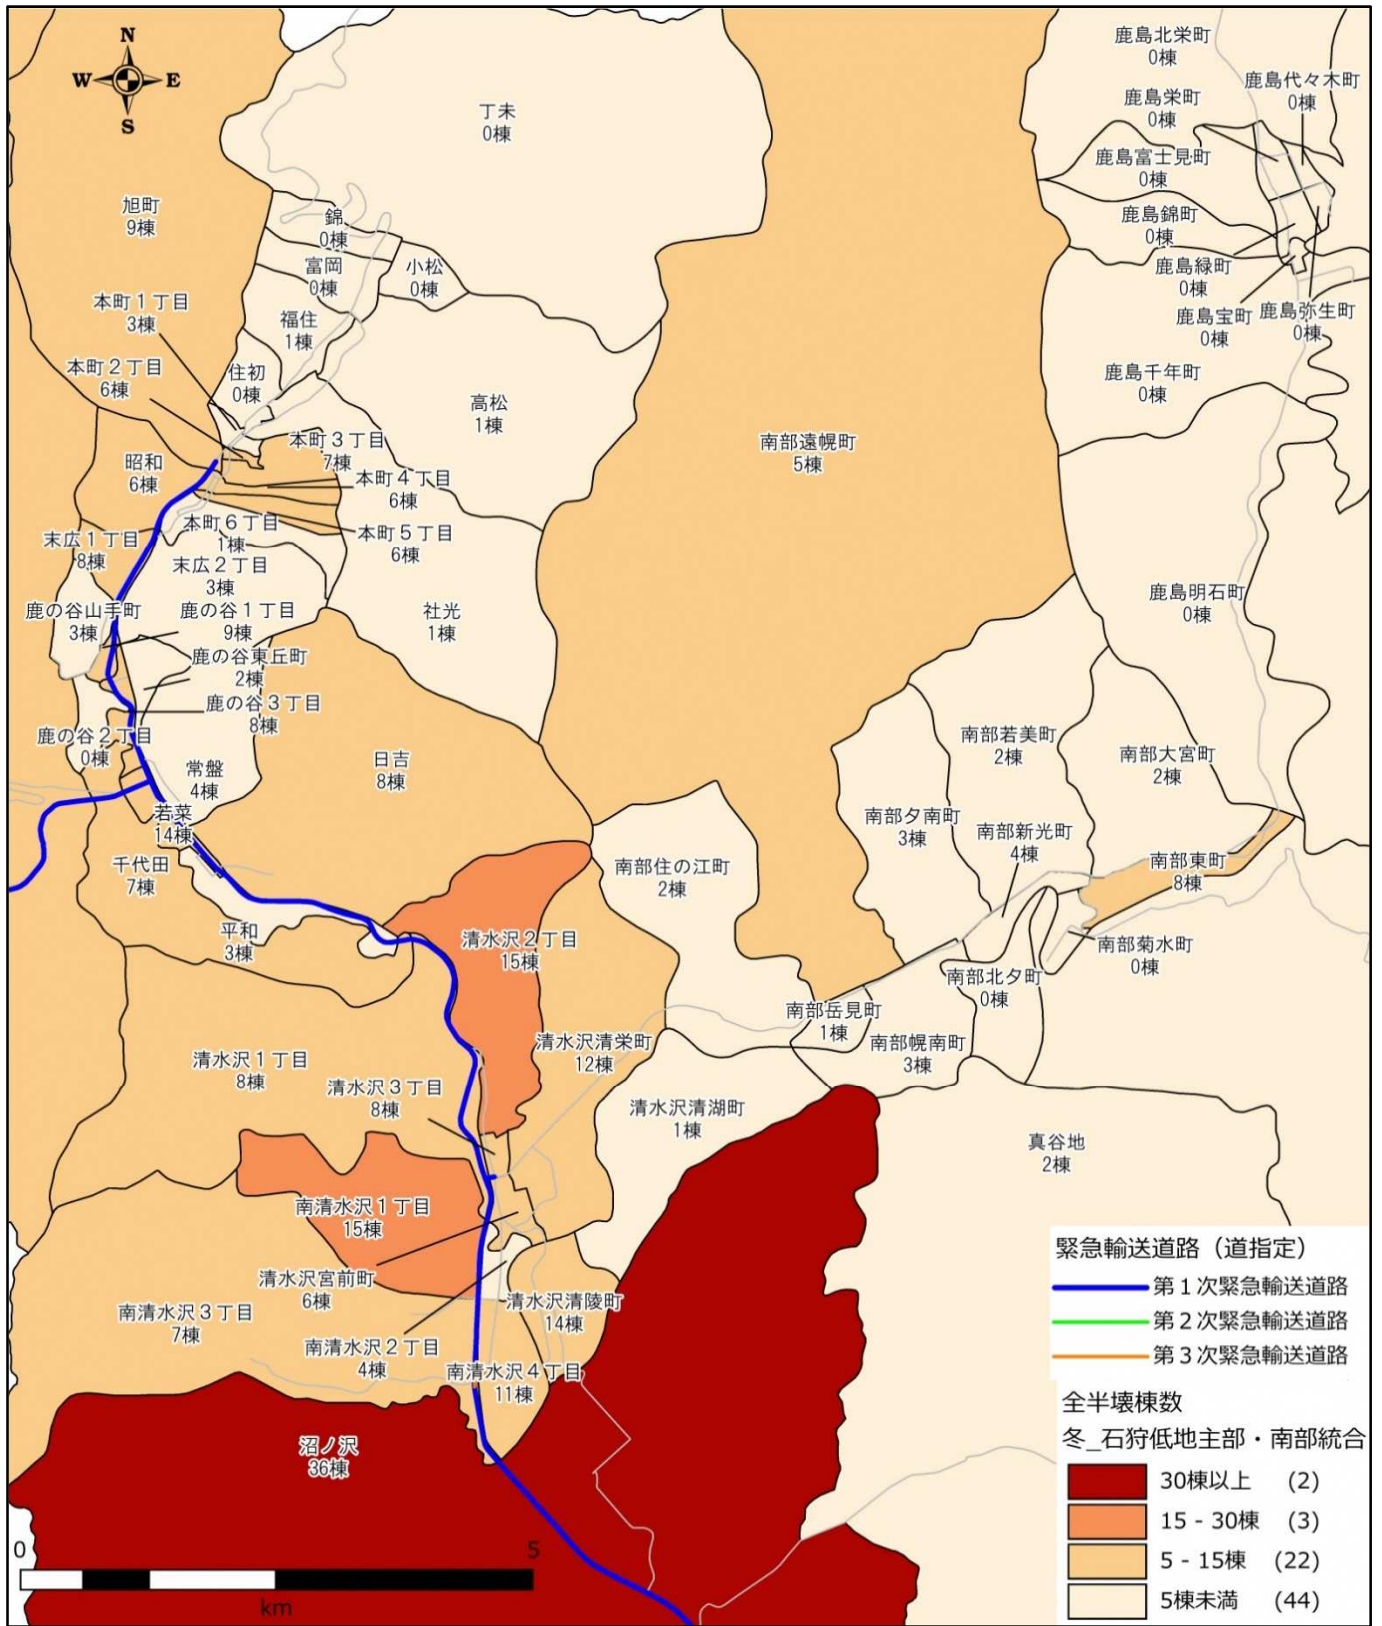 N
W
E
S
丁未
0棟
鹿島北栄町
0棟
鹿島代々木町
0棟
鹿島栄町
0棟
鹿島富士見町
0棟
鹿島錦町
0棟
鹿島緑町
0棟
鹿島宝町
0棟
鹿島弥生町
0棟
鹿島千年町
0棟
旭町
9棟
錦
0棟
富岡
0棟
小松
0棟
本町１丁目
3棟
福住
1棟
本町２丁目
6棟
住初
0棟
高松
1棟
本町３丁目
7棟
南部遠幌町
5棟
昭和
6棟
本町４丁目
6棟
本町６丁目
1棟
本町５丁目
6棟
末広１丁目
8棟
末広２丁目
3棟
鹿の谷山手町
3棟
鹿の谷１丁目
9棟
社光
1棟
鹿島明石町
0棟
鹿の谷東丘町
2棟
鹿の谷３丁目
8棟
鹿の谷２丁目
0棟
常盤
4棟
日吉
8棟
南部若美町
2棟
南部大宮町
2棟
若菜
14棟
南部夕南町
3棟
南部新光町
4棟
千代田
7棟
南部住の江町
2棟
南部東町
8棟
平和
3棟
清水沢２丁目
15棟
南部菊水町
0棟
南部北夕町
0棟
南部岳見町
1棟
南部幌南町
3棟
清水沢清栄町
12棟
清水沢１丁目
8棟
清水沢３丁目
8棟
清水沢清湖町
1棟
真谷地
2棟
南清水沢１丁目
15棟
清水沢宮前町
6棟
清水沢清陵町
14棟
南清水沢３丁目
7棟
南清水沢２丁目
4棟
南清水沢４丁目
11棟
沼ノ沢
36棟
緊急輸送道路（道指定）
第１次緊急輸送道路
第２次緊急輸送道路
第３次緊急輸送道路
全半壊棟数
冬_石狩低地主部・南部統合
30棟以上 (2)
15 - 30棟 (3)
5 - 15棟 (22)
5棟未満 (44)
0
5
km